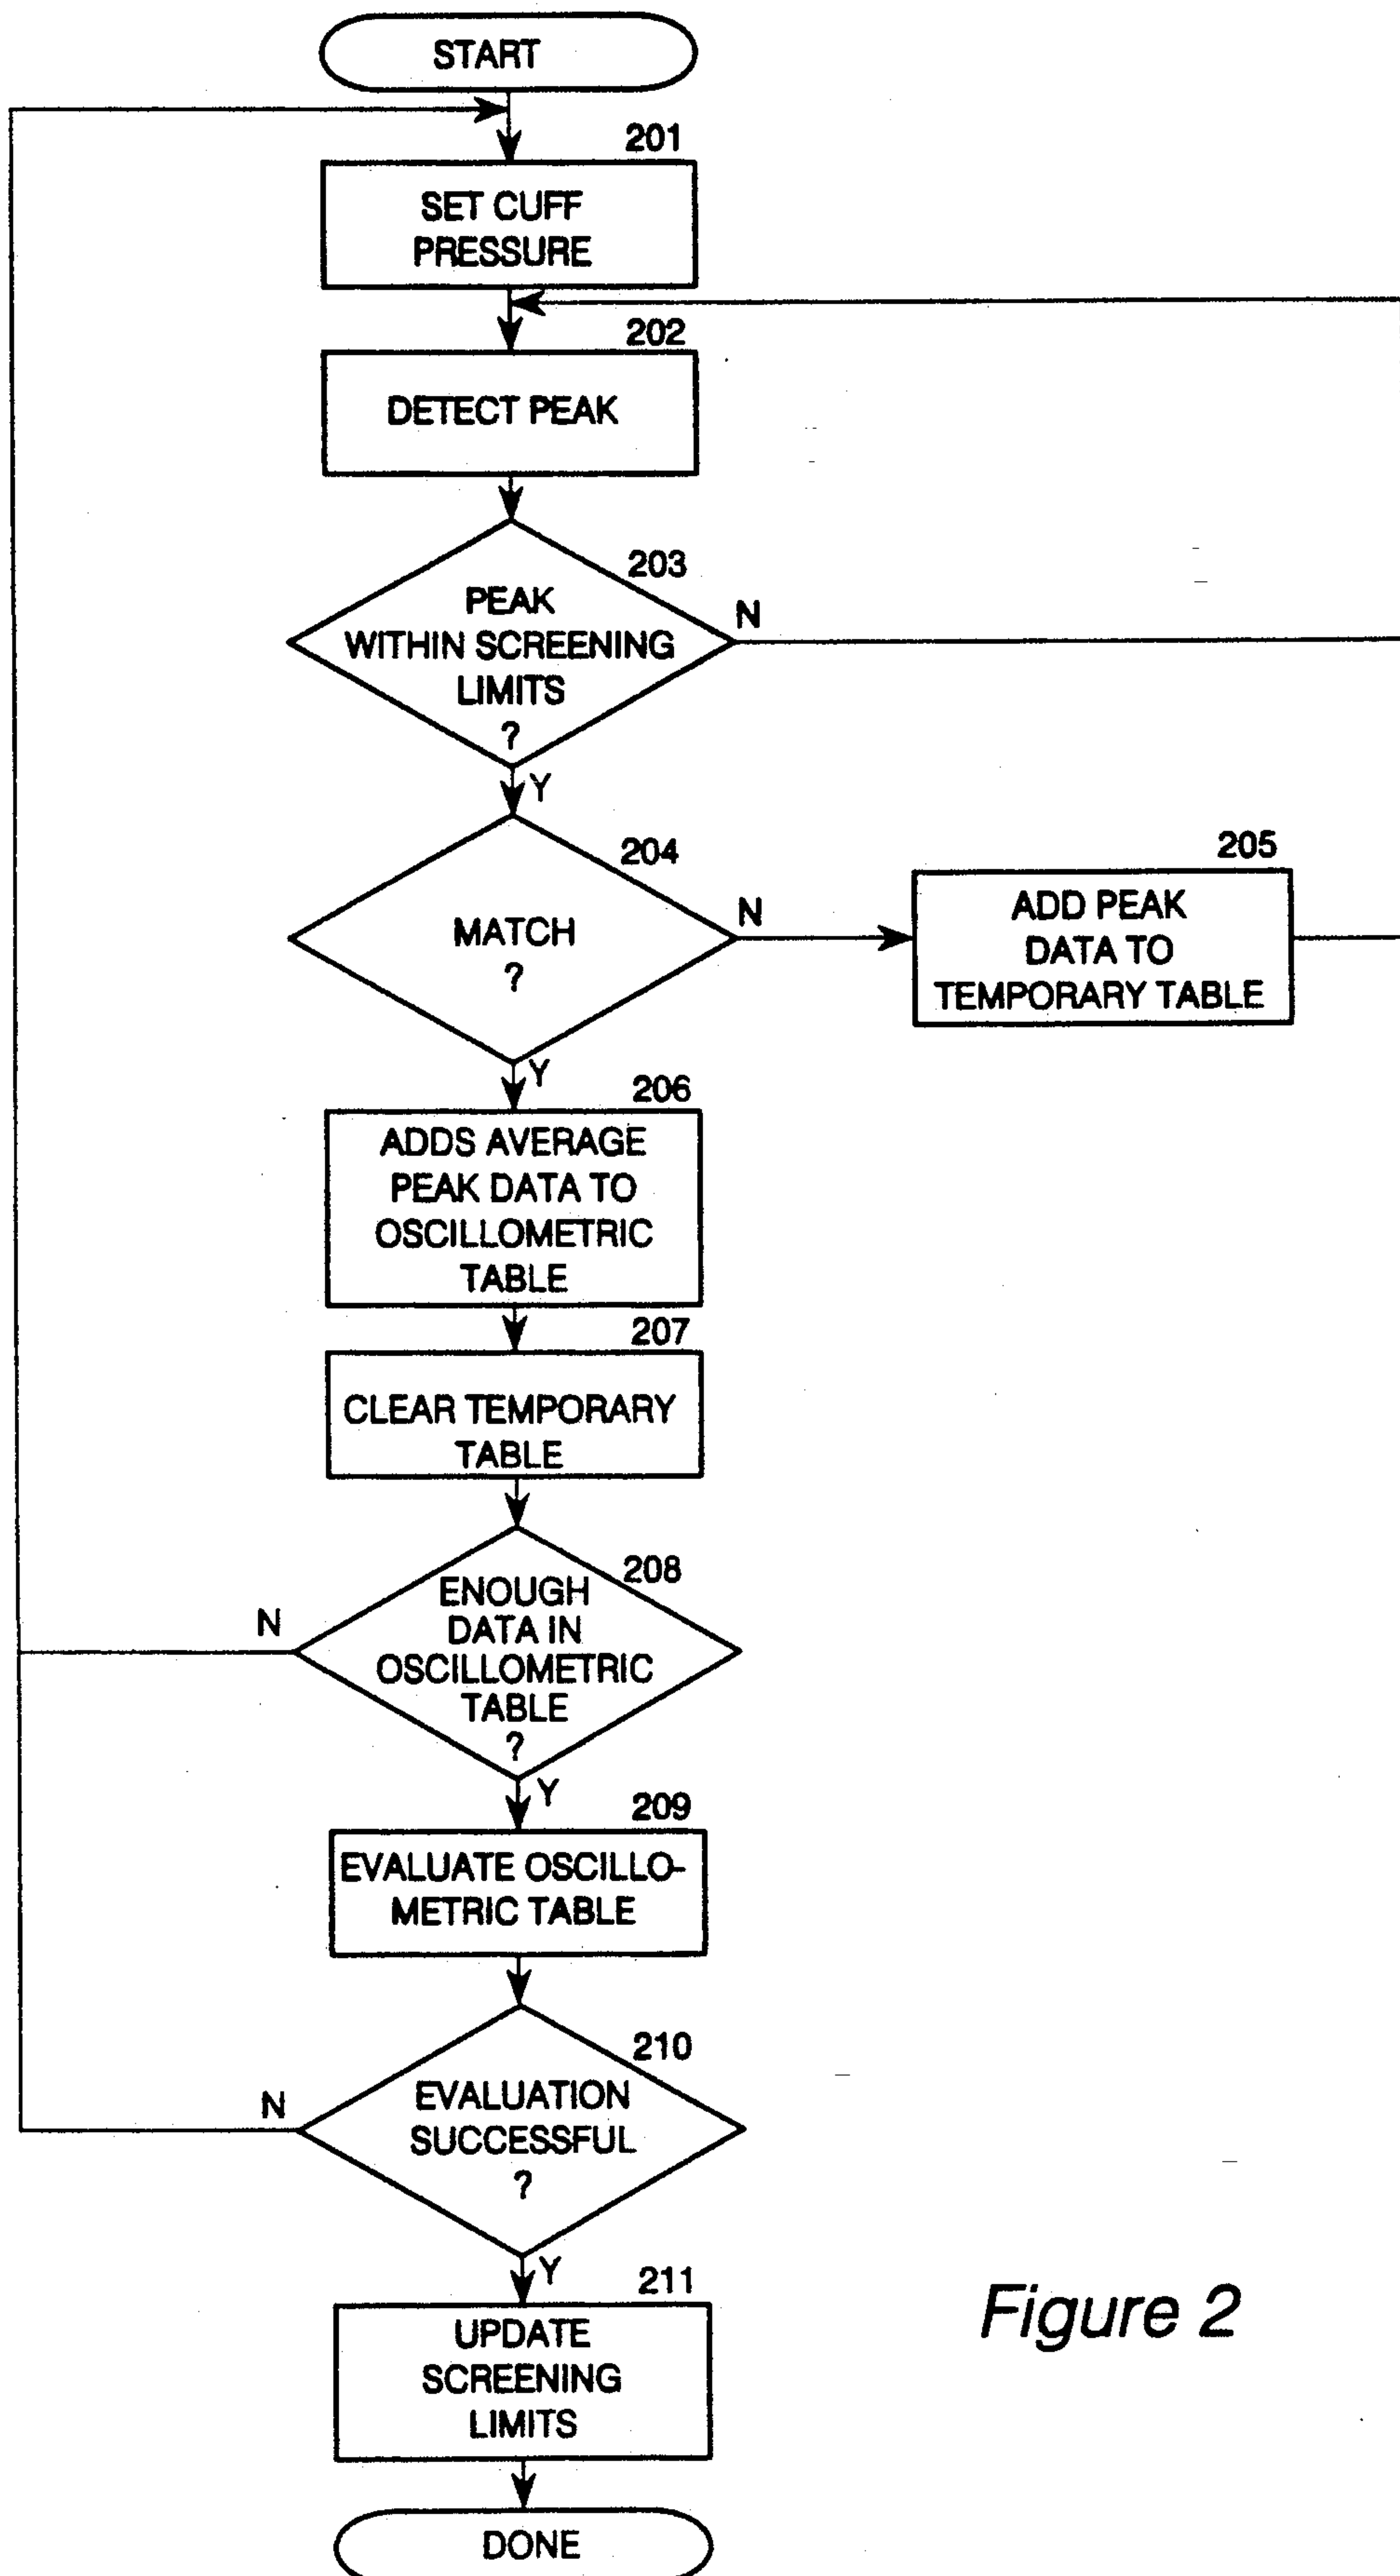 START
201
SET CUFF
PRESSURE
202
DETECT PEAK
203
PEAK
WITHIN SCREENING
LIMITS
?
N
Y
204
MATCH
?
N
205
ADD PEAK
DATA TO
TEMPORARY TABLE
Y
206
ADDS AVERAGE
PEAK DATA TO
OSCILLOMETRIC
TABLE
207
CLEAR TEMPORARY
TABLE
208
ENOUGH
DATA IN
OSCILLOMETRIC
TABLE
?
N
Y
209
EVALUATE OSCILLO-
METRIC TABLE
210
EVALUATION
SUCCESSFUL
?
N
Y
211
UPDATE
SCREENING
LIMITS
DONE
Figure 2